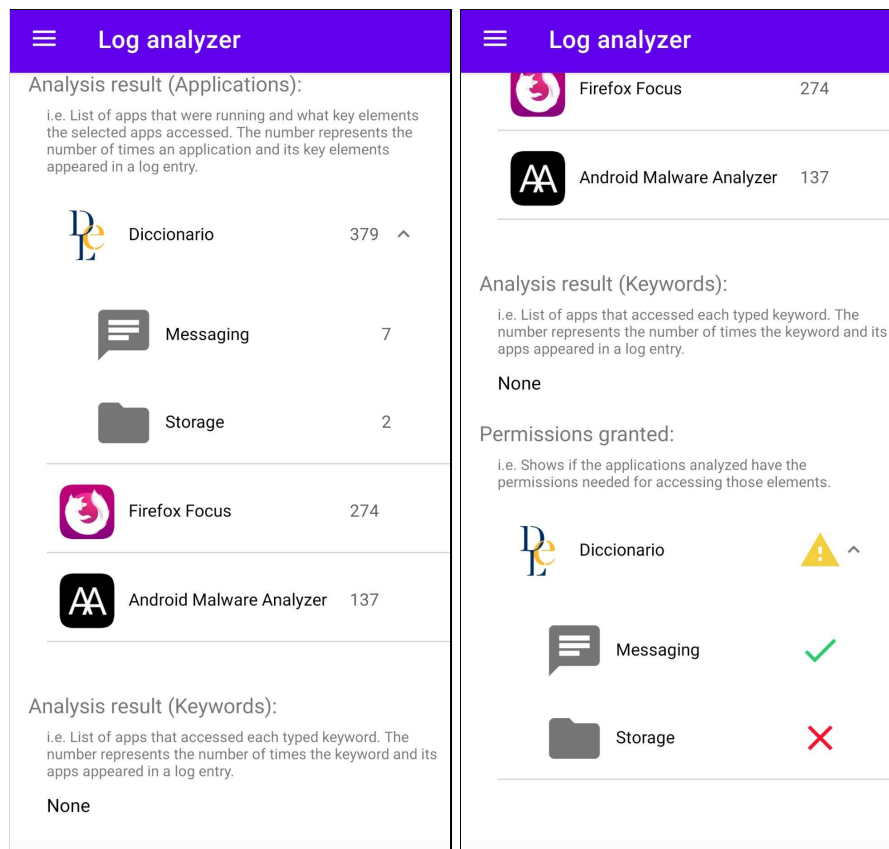 Log analyzer
Analysis result (Applications):
i.e. List of apps that were running and what key elements
the selected apps accessed. The number represents the
number of times an application and its key elements
appeared in a log entry.
DLe
Diccionario 379
Messaging 7
Storage 2
Firefox Focus 274
AA
Android Malware Analyzer 137
Analysis result (Keywords):
i.e. List of apps that accessed each typed keyword. The
number represents the number of times the keyword and its
apps appeared in a log entry.
None
Log analyzer
Firefox Focus 274
AA
Android Malware Analyzer 137
Analysis result (Keywords):
i.e. List of apps that accessed each typed keyword. The
number represents the number of times the keyword and its
apps appeared in a log entry.
None
Permissions granted:
i.e. Shows if the applications analyzed have the
permissions needed for accessing those elements.
DLe
Diccionario
Messaging
Storage